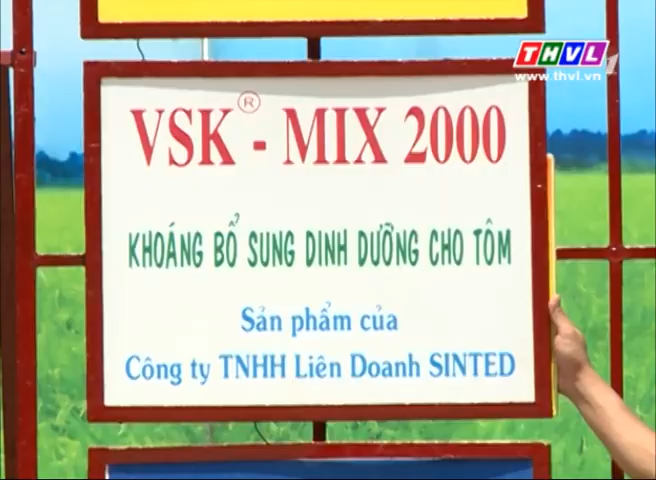 THVL1
www.thvl.vn
VSK® - MIX 2000
KHOÁNG BỔ SUNG DINH DƯỠNG CHO TÔM
Sản phẩm của
Công ty TNHH Liên Doanh SINTED